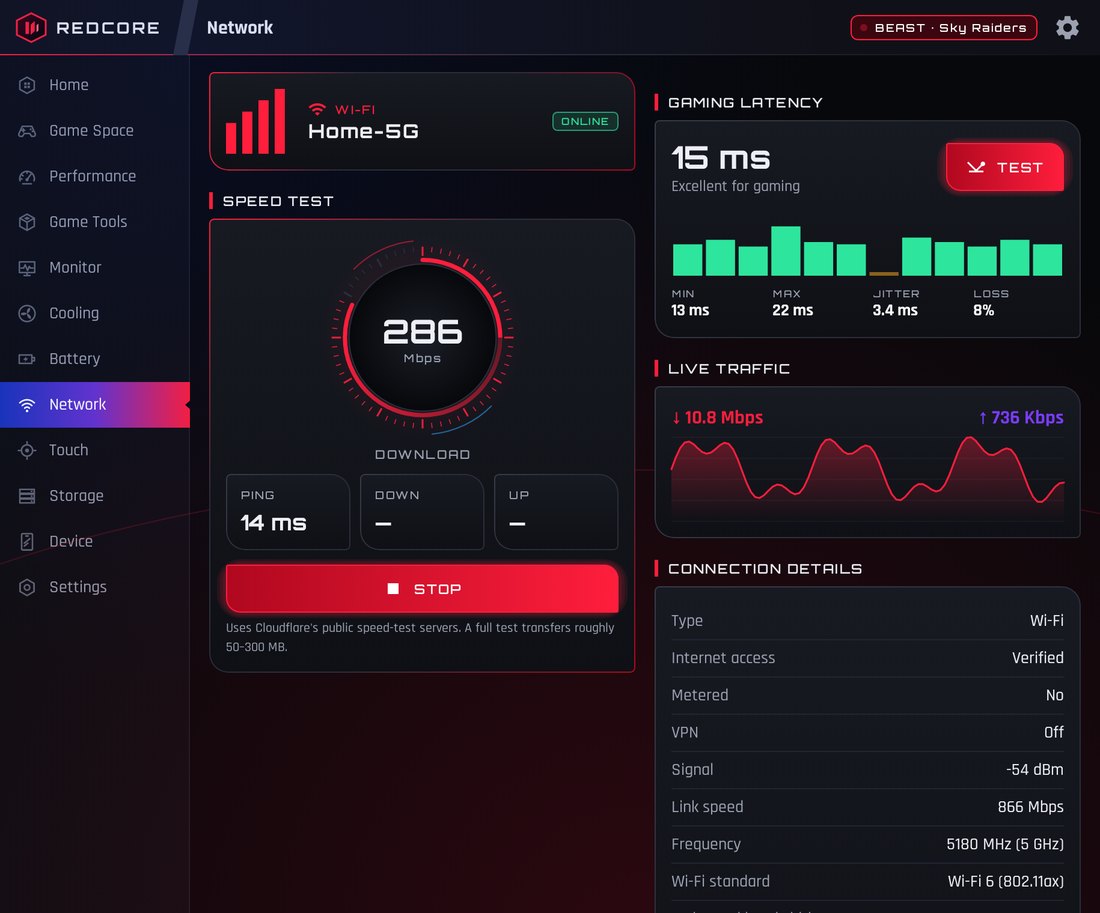 REDCORE
Network
BEAST · Sky Raiders
Home
Game Space
Performance
Game Tools
Monitor
Cooling
Battery
Network
Touch
Storage
Device
Settings
WI-FI
Home-5G
ONLINE
SPEED TEST
286
Mbps
DOWNLOAD
PING
14 ms
DOWN
—
UP
—
STOP
Uses Cloudflare's public speed-test servers. A full test transfers roughly
50-300 MB.
GAMING LATENCY
15 ms
Excellent for gaming
TEST
MIN
13 ms
MAX
22 ms
JITTER
3.4 ms
LOSS
8%
LIVE TRAFFIC
↓ 10.8 Mbps
↑ 736 Kbps
CONNECTION DETAILS
Type Wi-Fi
Internet access Verified
Metered No
VPN Off
Signal -54 dBm
Link speed 866 Mbps
Frequency 5180 MHz (5 GHz)
Wi-Fi standard Wi-Fi 6 (802.11ax)